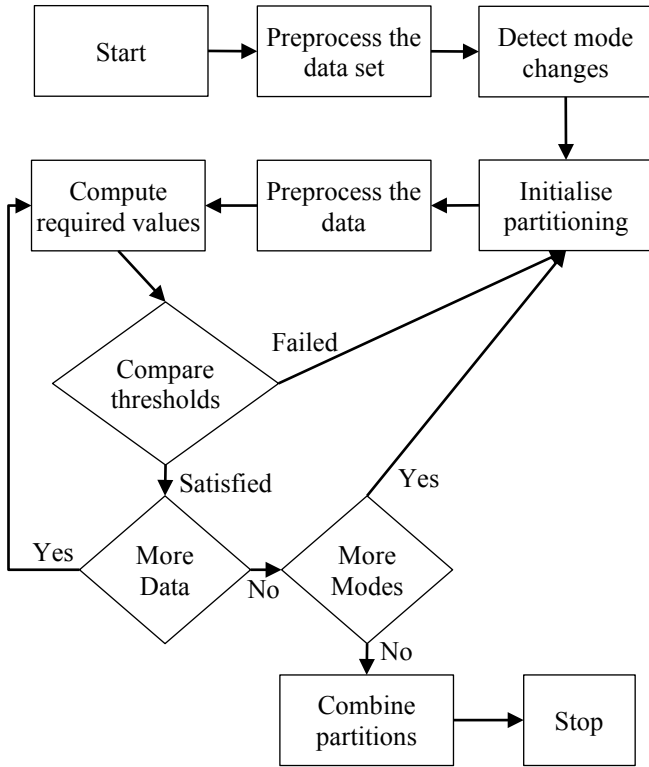 Start
Preprocess the
data set
Detect mode
changes
Compute
required values
Preprocess the
data
Initialise
partitioning
Failed
Compare
thresholds
Satisfied
Yes
Yes
More
Data
No
More
Modes
No
Combine
partitions
Stop